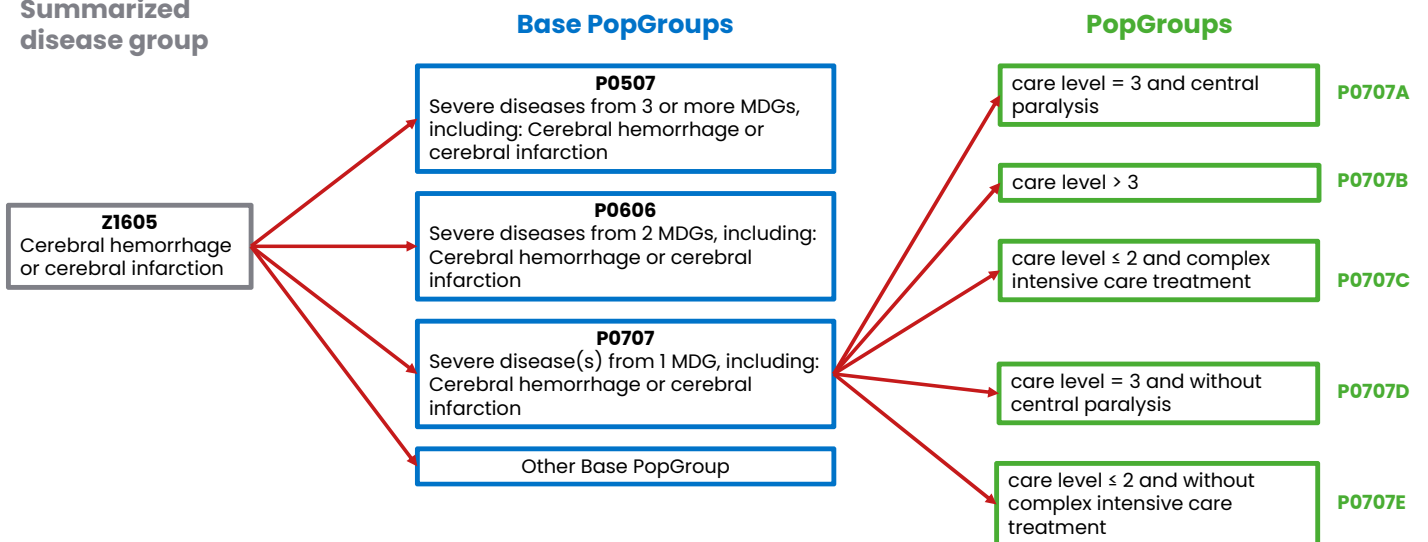 Summarized
disease group
Base PopGroups
PopGroups
Z1605
Cerebral hemorrhage
or cerebral infarction
P0507
Severe diseases from 3 or more MDGs,
including: Cerebral hemorrhage or
cerebral infarction
P0606
Severe diseases from 2 MDGs, including:
Cerebral hemorrhage or cerebral
infarction
P0707
Severe disease(s) from 1 MDG, including:
Cerebral hemorrhage or cerebral
infarction
Other Base PopGroup
care level = 3 and central
paralysis
P0707A
care level > 3
P0707B
care level ≤ 2 and complex
intensive care treatment
P0707C
care level = 3 and without
central paralysis
P0707D
care level ≤ 2 and without
complex intensive care
treatment
P0707E